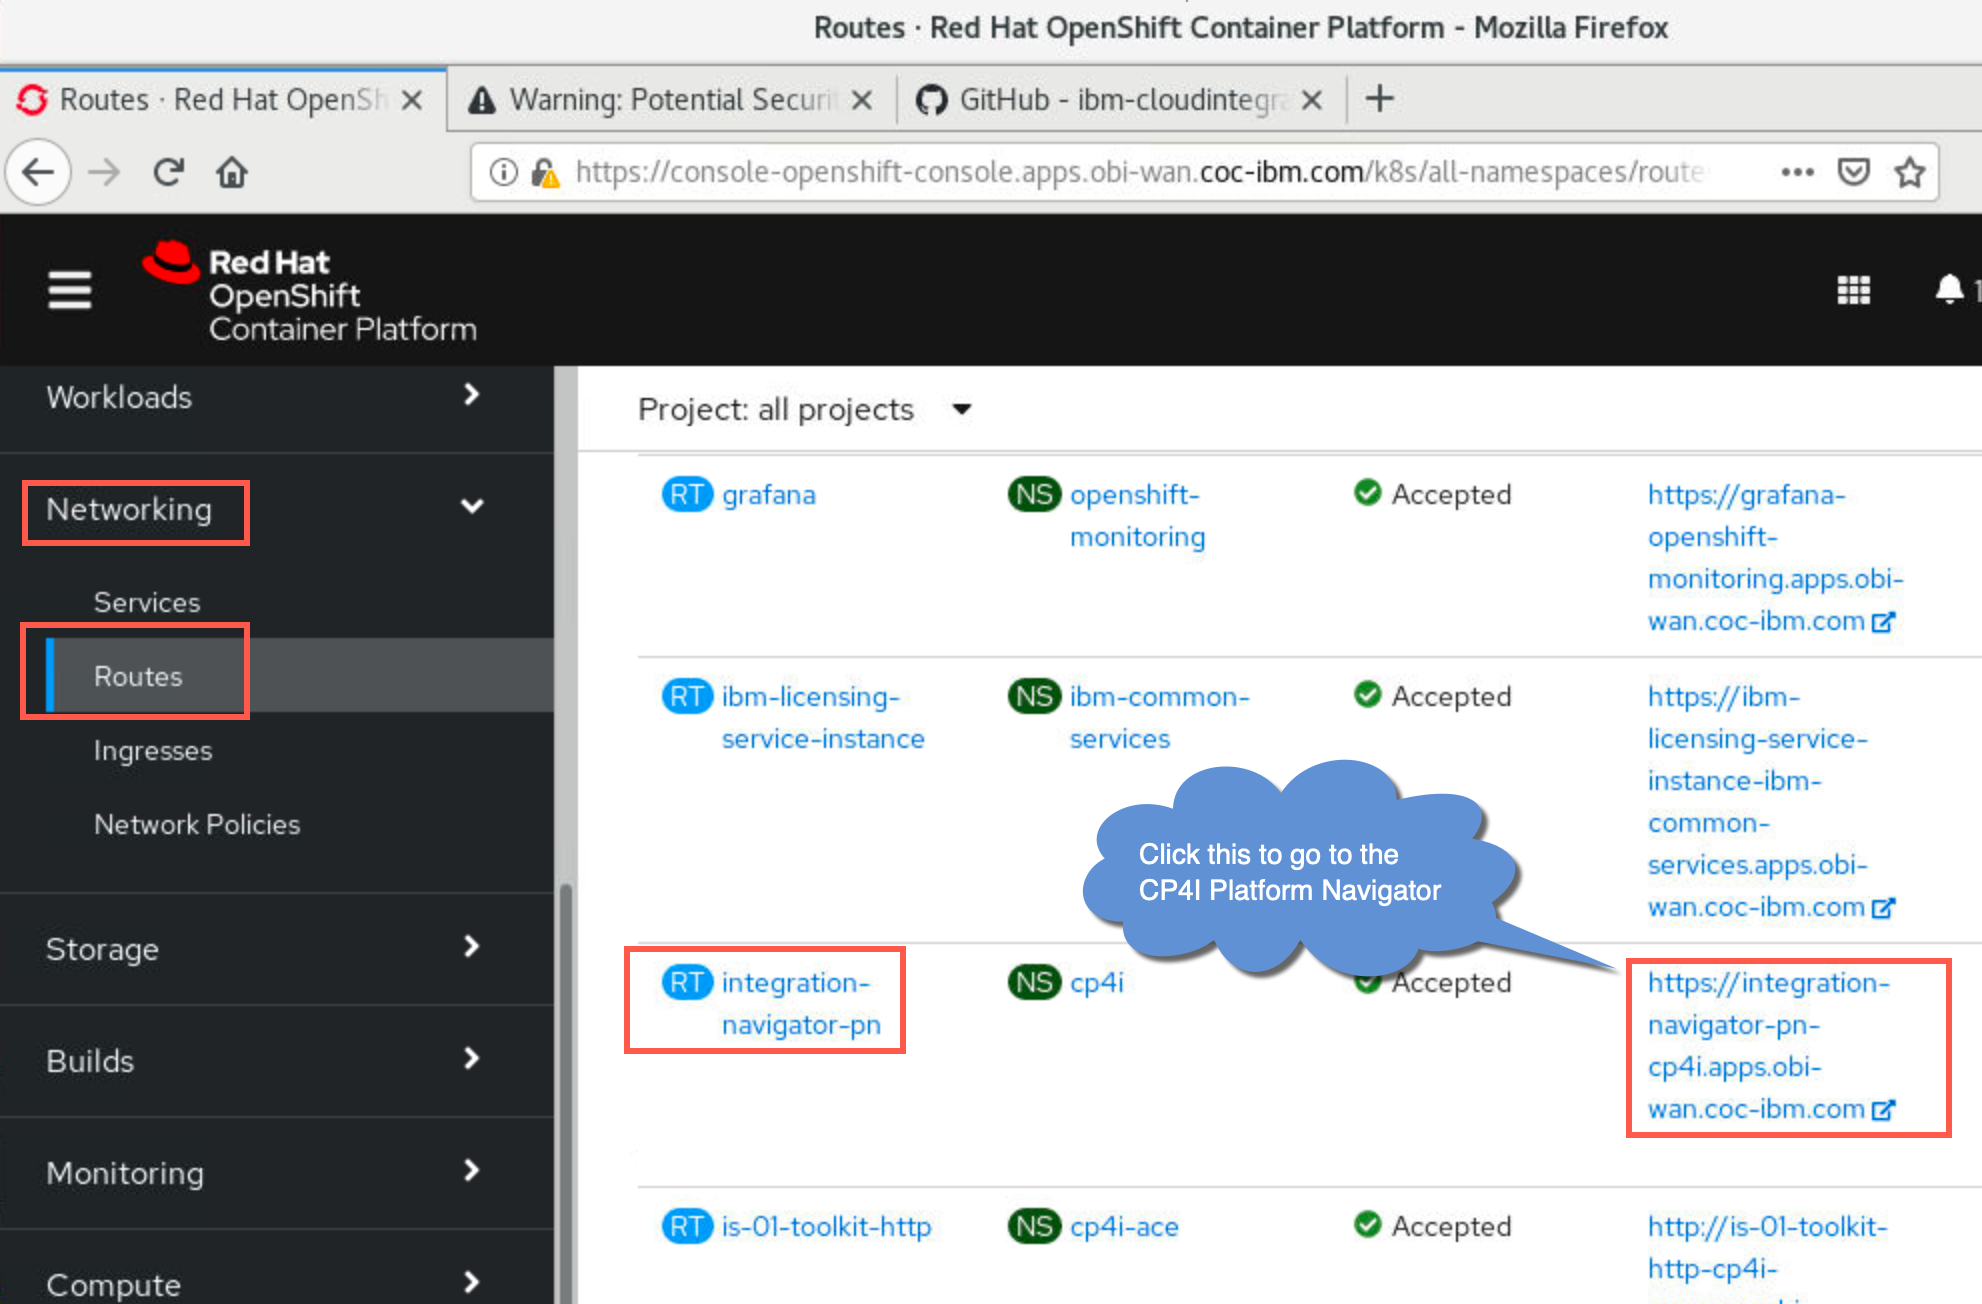 Routes · Red Hat OpenShift Container Platform - Mozilla Firefox
Routes · Red Hat OpenSh
Warning: Potential Securit
GitHub - ibm-cloudintegra
https://console-openshift-console.apps.obi-wan.coc-ibm.com/k8s/all-namespaces/route
Red Hat
OpenShift
Container Platform
1
Workloads
Networking
Services
Routes
Ingresses
Network Policies
Storage
Builds
Monitoring
Compute
Project: all projects
RT grafana
NS openshift-
monitoring
Accepted
https://grafana-
openshift-
monitoring.apps.obi-
wan.coc-ibm.com
RT ibm-licensing-
service-instance
NS ibm-common-
services
Accepted
https://ibm-
licensing-service-
instance-ibm-
common-
services.apps.obi-
wan.coc-ibm.com
Click this to go to the
CP4I Platform Navigator
RT integration-
navigator-pn
NS cp4i
Accepted
https://integration-
navigator-pn-
cp4i.apps.obi-
wan.coc-ibm.com
RT is-01-toolkit-http
NS cp4i-ace
Accepted
http://is-01-toolkit-
http-cp4i-